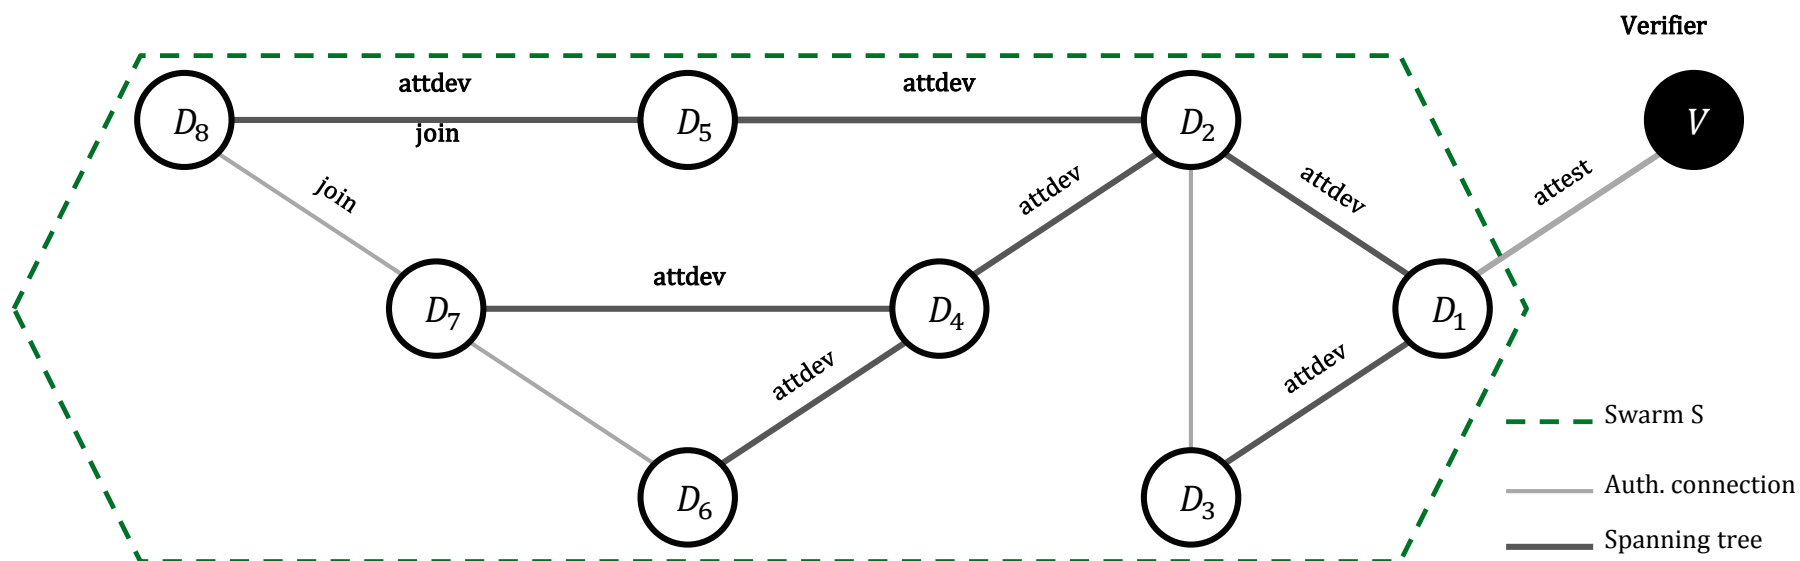 Verifier
attdev
attdev
D₈
join
D₅
D₂
V
join
attdev
attdev
attest
attdev
D₇
D₄
D₁
attdev
attdev
Swarm S
D₆
D₃
Auth. connection
Spanning tree